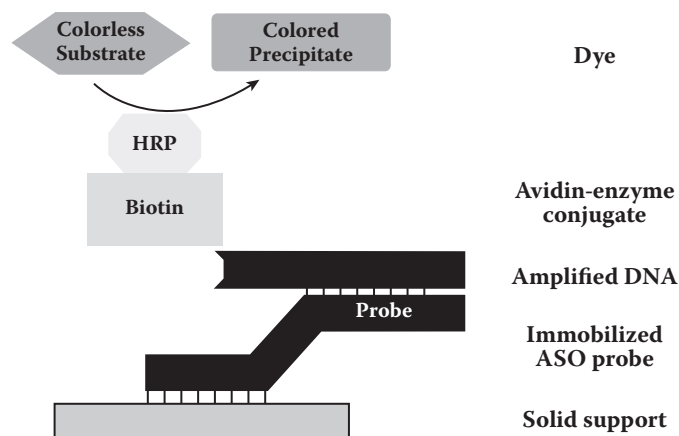 Colorless
Substrate
Colored
Precipitate
Dye
HRP
Biotin
Avidin-enzyme
conjugate
Amplified DNA
Probe
Immobilized
ASO probe
Solid support